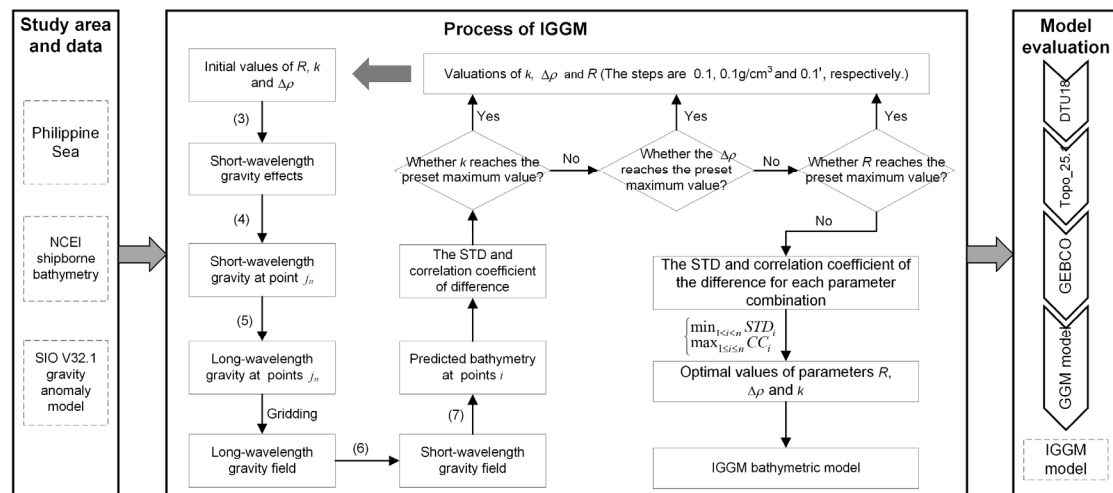 Study area
and data
Philippine
Sea
NCEI
shipborne
bathymetry
SIO V32.1
gravity
anomaly
model
Process of IGGM
Initial values of R, k
and Δρ
(3)
Short-wavelength
gravity effects
(4)
Short-wavelength
gravity at point jₙ
(5)
Long-wavelength
gravity at points jₙ
Gridding
Long-wavelength
gravity field
(6)
Short-wavelength
gravity field
(7)
Predicted bathymetry
at points i
The STD and
correlation coefficient
of difference
Whether k reaches the
preset maximum value?
Yes
No
Valuations of k, Δρ and R (The steps are 0.1, 0.1g/cm³ and 0.1', respectively.)
Whether the Δρ
reaches the preset
maximum value?
Yes
No
Whether R reaches the
preset maximum value?
Yes
No
The STD and correlation coefficient of
the difference for each parameter
combination
{min₁<ᵢ<ₙ STDᵢ
max₁≤ᵢ≤ₙ CCᵢ
Optimal values of parameters R,
Δρ and k
IGGM bathymetric model
Model
evaluation
DTU18
GEBCO
GGM model
IGGM
model